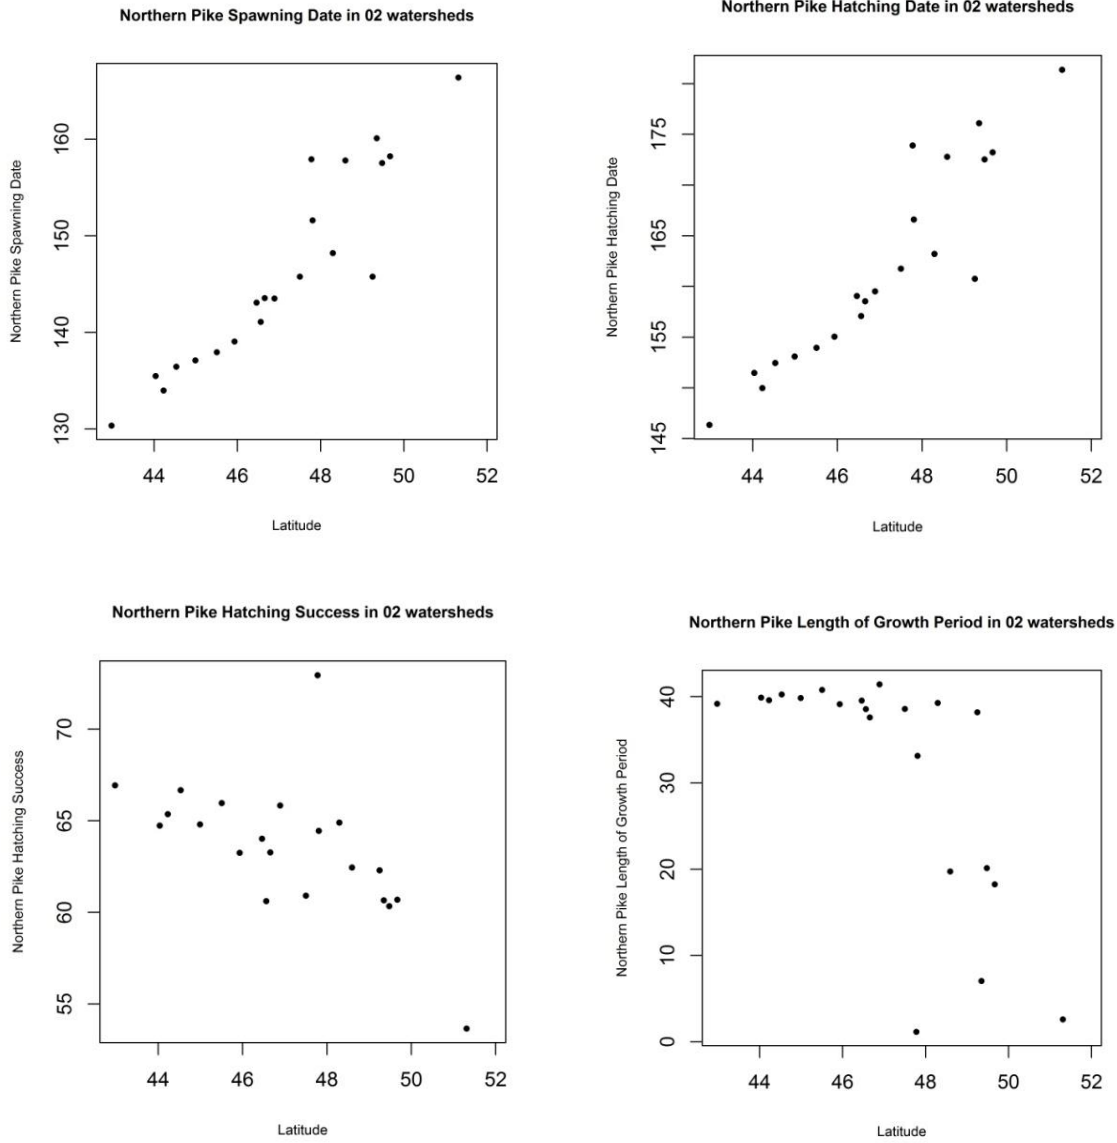 Northern Pike Spawning Date in 02 watersheds
Northern Pike Spawning Date
160
150
140
130
44 46 48 50 52
Latitude
Northern Pike Hatching Date in 02 watersheds
Northern Pike Hatching Date
175
165
155
145
44 46 48 50 52
Latitude
Northern Pike Hatching Success in 02 watersheds
Northern Pike Hatching Success
70
65
60
55
44 46 48 50 52
Latitude
Northern Pike Length of Growth Period in 02 watersheds
Northern Pike Length of Growth Period
40
30
20
10
0
44 46 48 50 52
Latitude